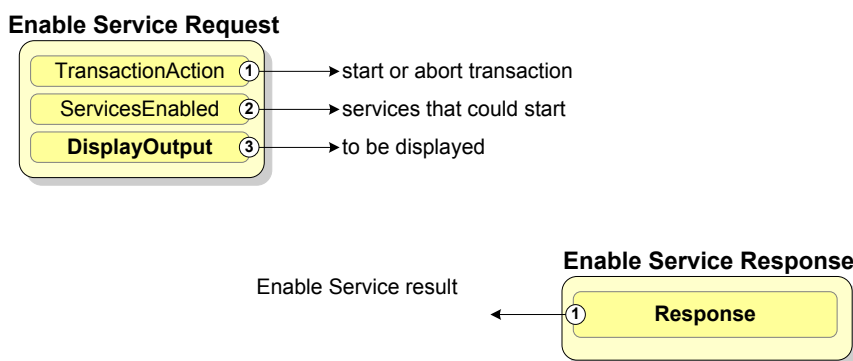 Enable Service Request
TransactionAction 1 start or abort transaction
ServicesEnabled 2 services that could start
DisplayOutput 3 to be displayed
Enable Service Response
Enable Service result
1 Response